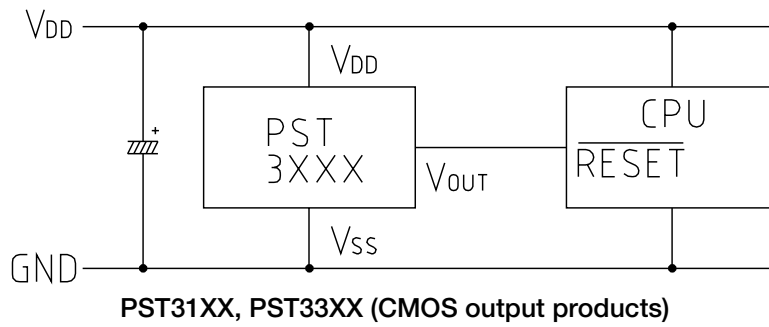 VDD
VDD
CPU
PST
3XXX
RESET
VOUT
VSS
GND
PST31XX, PST33XX (CMOS output products)